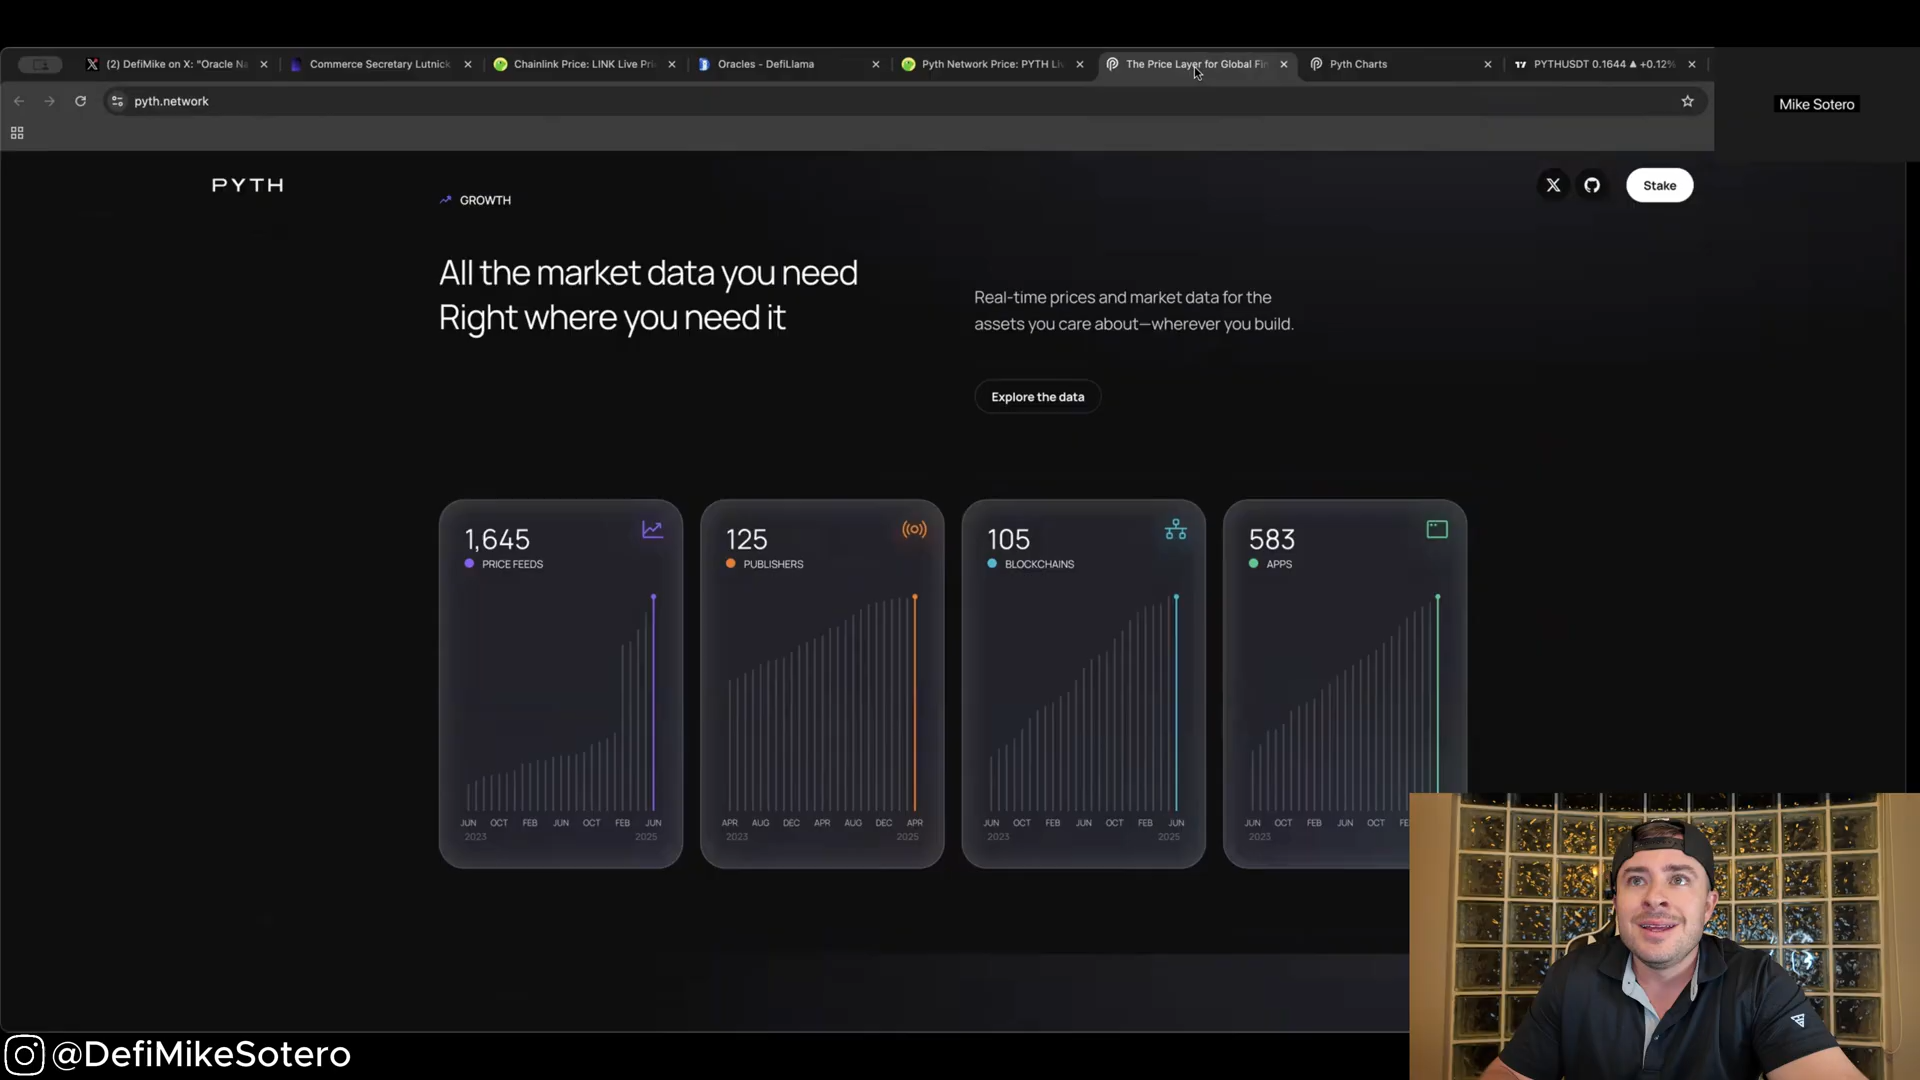 (2) DefiMike on X: "Oracle Ne
Commerce Secretary Lutnick
Chainlink Price: LINK Live Pri
Oracles - DefiLlama
Pyth Network Price: PYTH Li
The Price Layer for Global Fin
Pyth Charts
PYTHUSDT 0.1644 ▲ +0.12%
pyth.network
Mike Sotero
PYTH
Stake
GROWTH
All the market data you need
Right where you need it
Real-time prices and market data for the
assets you care about—wherever you build.
Explore the data
1,645
PRICE FEEDS
JUN OCT FEB JUN OCT FEB JUN
2023 2025
125
PUBLISHERS
APR AUG DEC APR AUG DEC APR
2023 2025
105
BLOCKCHAINS
JUN OCT FEB JUN OCT FEB JUN
2023 2025
583
APPS
JUN OCT FEB JUN OCT
2023
@DefiMikeSotero